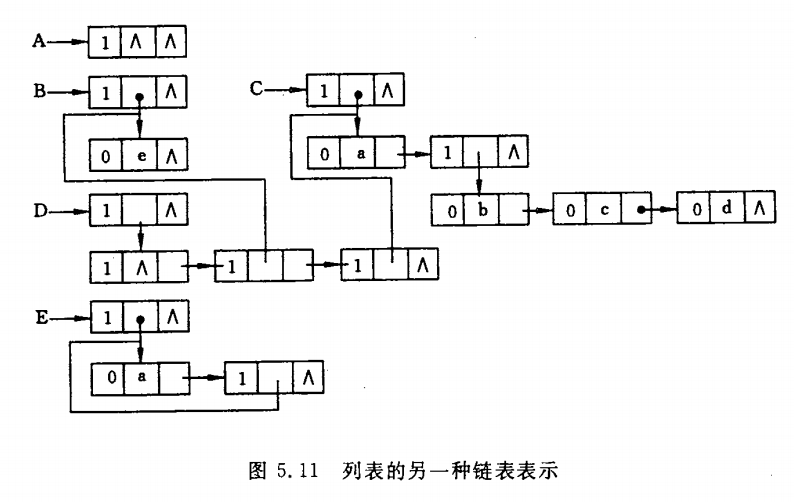 A 1 ∧ ∧
B 1 ∧
C 1 ∧
0 e ∧
0 a
1 ∧
D 1 ∧
0 b
0 c
0 d ∧
1 ∧
1
1 ∧
E 1 ∧
0 a
1 ∧
图 5.11 列表的另一种链表表示